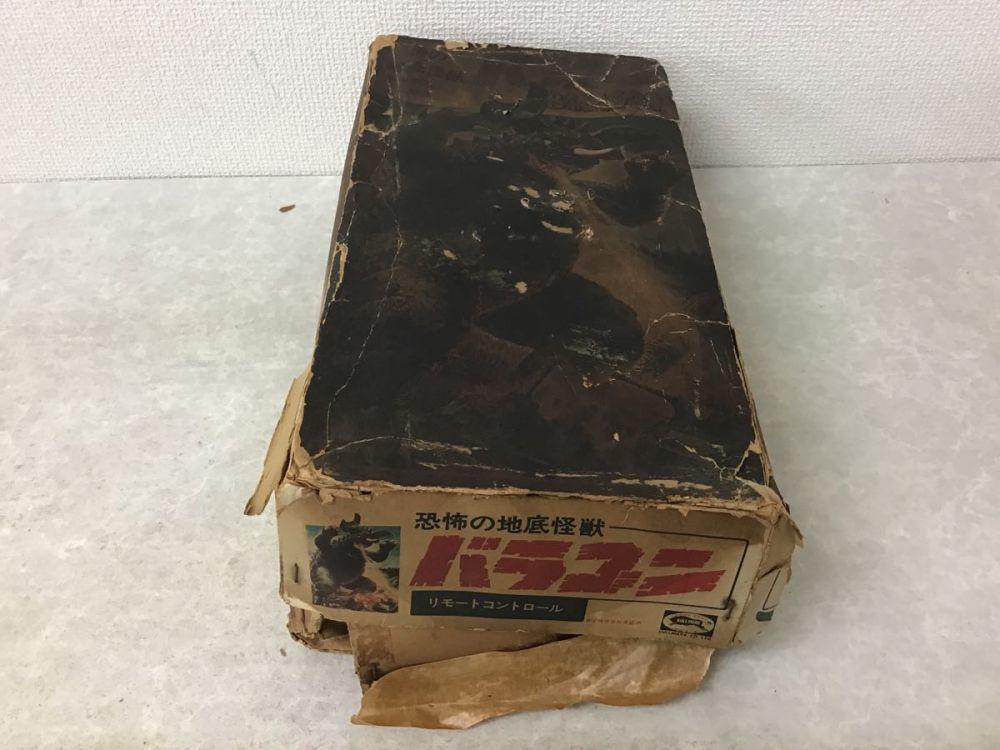 恐怖の地底怪獣
バラゴン
リモートコントロール